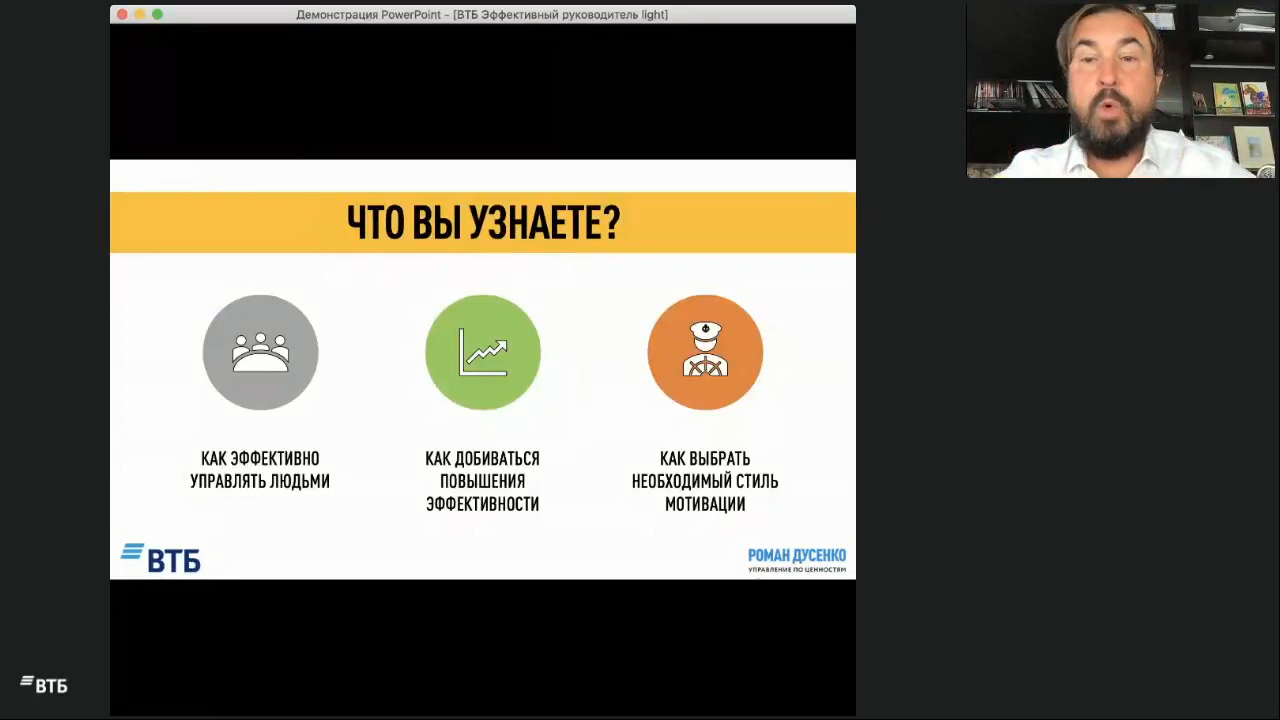 Демонстрация PowerPoint - [ВТБ Эффективный руководитель light]
ЧТО ВЫ УЗНАЕТЕ?
КАК ЭФФЕКТИВНО
УПРАВЛЯТЬ ЛЮДЬМИ
КАК ДОБИВАТЬСЯ
ПОВЫШЕНИЯ
ЭФФЕКТИВНОСТИ
КАК ВЫБРАТЬ
НЕОБХОДИМЫЙ СТИЛЬ
МОТИВАЦИИ
ВТБ
РОМАН ДУСЕНКО
УПРАВЛЕНИЕ ПО ЦЕННОСТЯМ
ВТБ